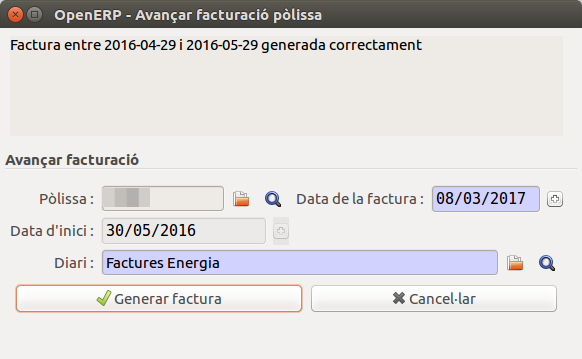 OpenERP - Avançar facturació pòlissa
Factura entre 2016-04-29 i 2016-05-29 generada correctament
Avançar facturació
Pòlissa : Data de la factura : 08/03/2017
Data d'inici : 30/05/2016
Diari : Factures Energia
Generar factura Cancel·lar